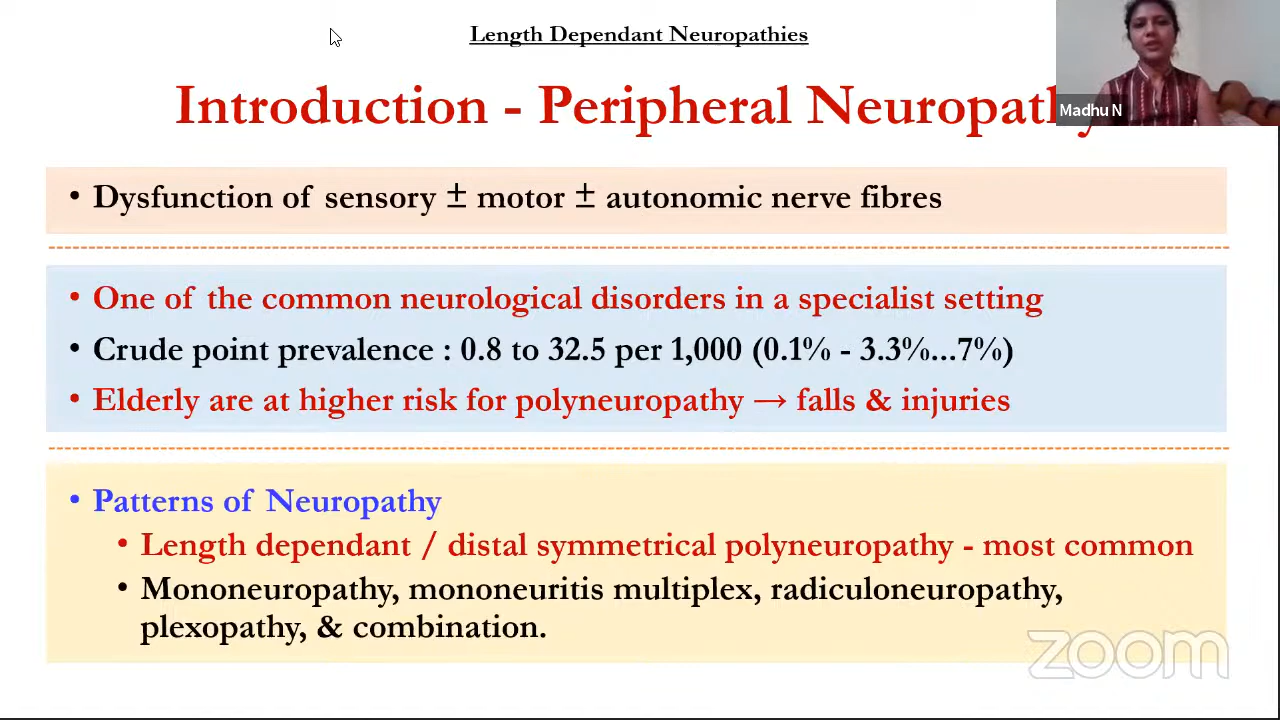 Length Dependant Neuropathies
Introduction - Peripheral Neuropathy
Madhu N
• Dysfunction of sensory ± motor ± autonomic nerve fibres
• One of the common neurological disorders in a specialist setting
• Crude point prevalence : 0.8 to 32.5 per 1,000 (0.1% - 3.3%...7%)
• Elderly are at higher risk for polyneuropathy → falls & injuries
• Patterns of Neuropathy
• Length dependant / distal symmetrical polyneuropathy - most common
• Mononeuropathy, mononeuritis multiplex, radiculoneuropathy,
plexopathy, & combination.
zoom